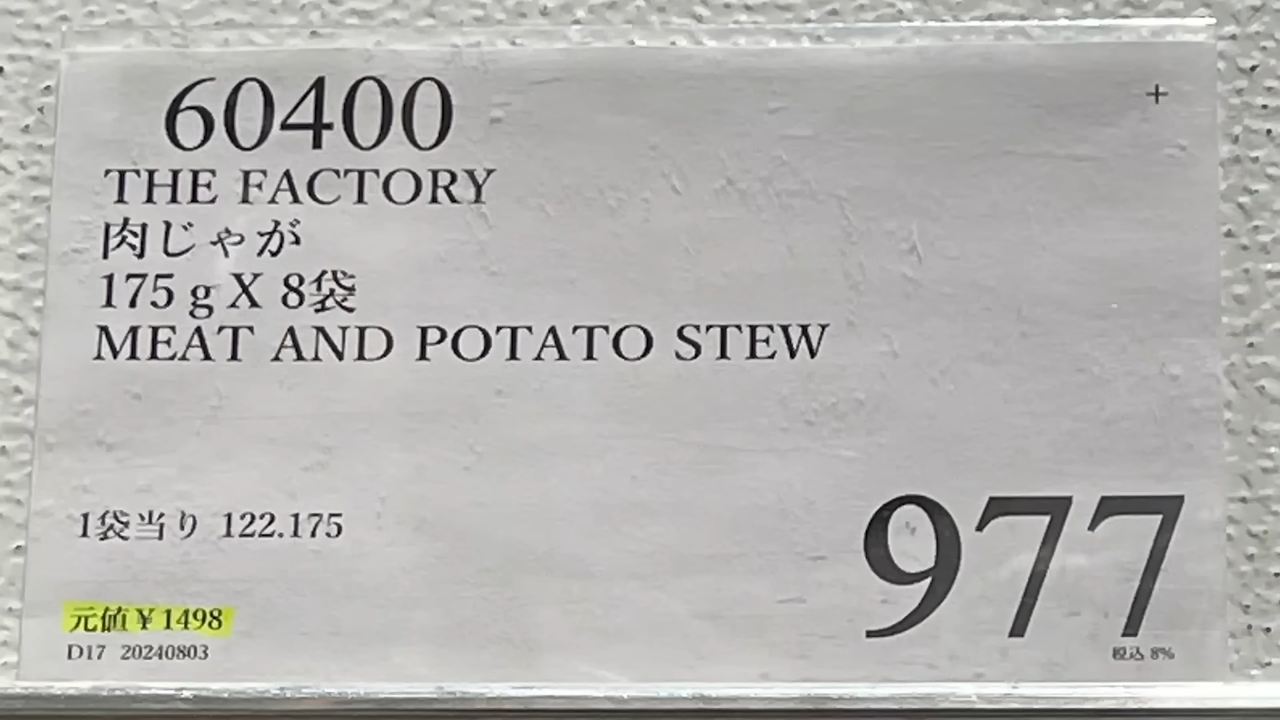 60400
+
THE FACTORY
肉じゃが
175g X 8袋
MEAT AND POTATO STEW
1袋当り 122.175
977
元値¥1498
D17 20240803
税込 8%